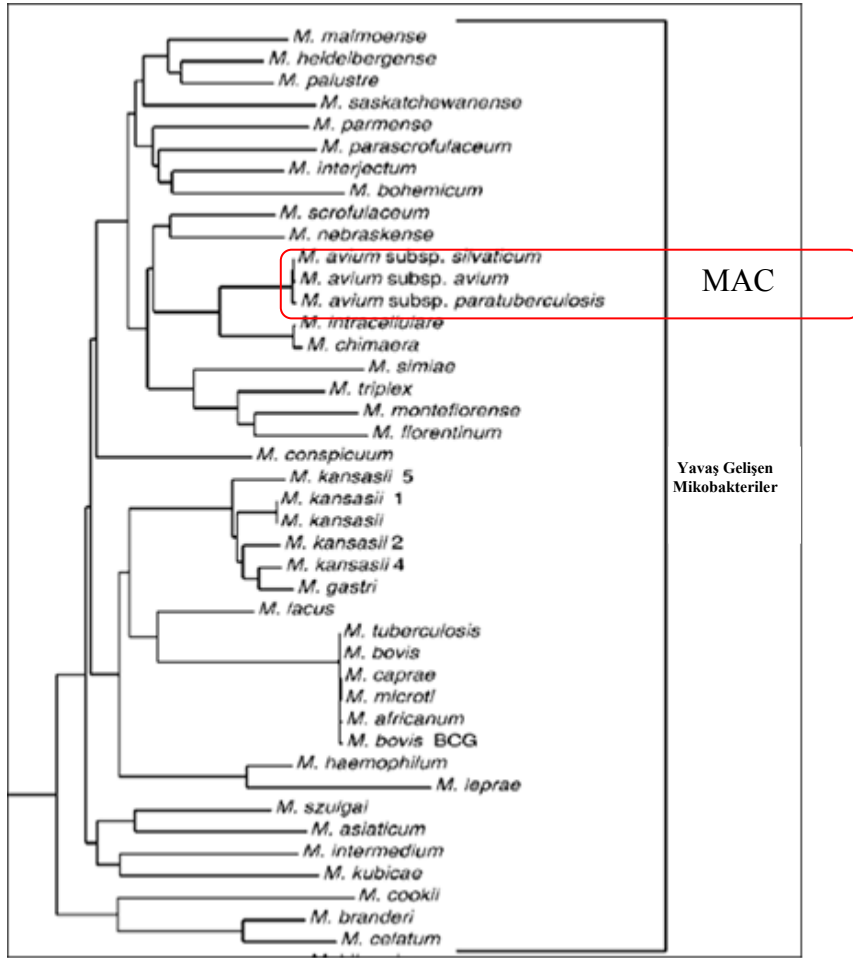 M. malmoense
M. heidelbergense
M. palustre
M. saskatchewanense
M. parmense
M. parascrofulaceum
M. interjectum
M. bohemicum
M. scrofulaceum
M. nebraskense
M. avium subsp. silvaticum
M. avium subsp. avium
M. avium subsp. paratuberculosis
MAC
M. intracellulare
M. chimaera
M. simiae
M. triplex
M. montefiorense
M. florentinum
M. conspicuum
M. kansasii 5
Yavaş Gelişen
Mikobakteriler
M. kansasii 1
M. kansasii
M. kansasii 2
M. kansasii 4
M. gastri
M. lacus
M. tuberculosis
M. bovis
M. caprae
M. microti
M. africanum
M. bovis BCG
M. haemophilum
M. leprae
M. szulgai
M. asiaticum
M. intermedium
M. kubicae
M. cookii
M. branderi
M. celatum